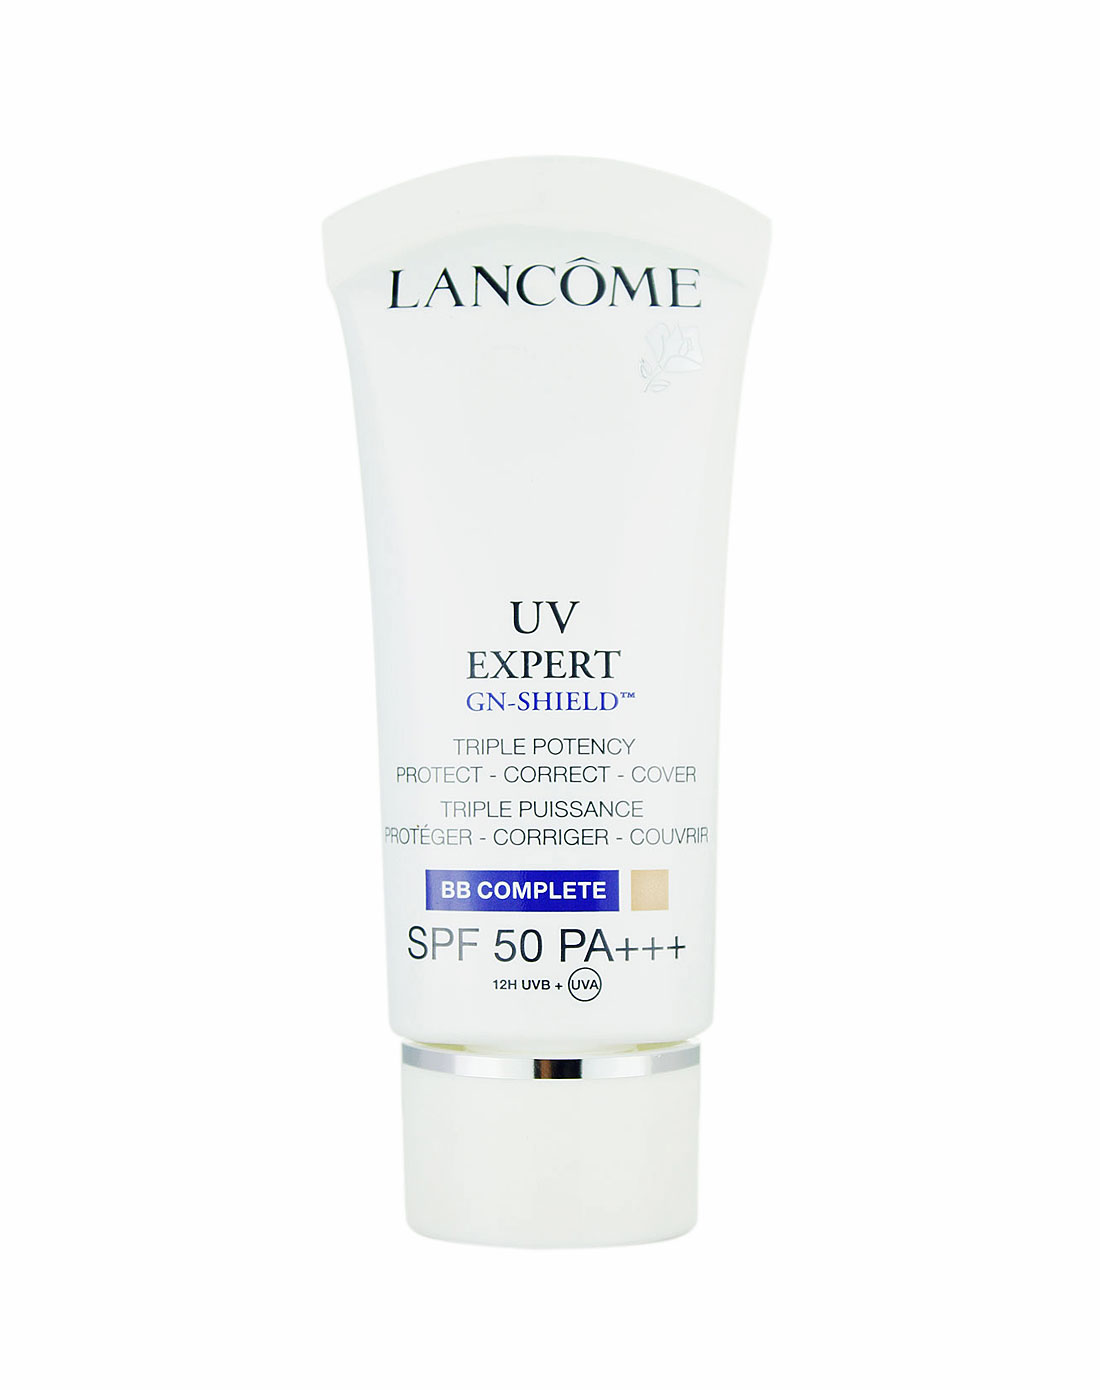 LANCÔME
UV
EXPERT
GN-SHIELD™
TRIPLE POTENCY
PROTECT - CORRECT - COVER
TRIPLE PUISSANCE
PROTÉGER - CORRIGER - COUVRIR
BB COMPLETE
SPF 50 PA+++
12H UVB + UVA